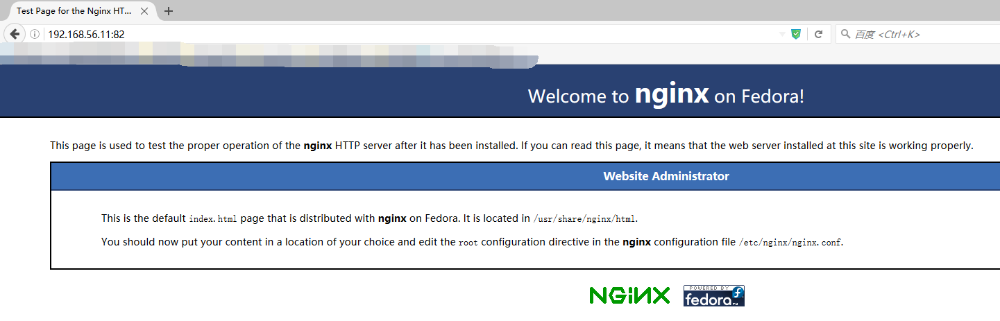 Test Page for the Nginx HT...
192.168.56.11:82
百度 <Ctrl+K>
Welcome to nginx on Fedora!
This page is used to test the proper operation of the nginx HTTP server after it has been installed. If you can read this page, it means that the web server installed at this site is working properly.
Website Administrator
This is the default index.html page that is distributed with nginx on Fedora. It is located in /usr/share/nginx/html.
You should now put your content in a location of your choice and edit the root configuration directive in the nginx configuration file /etc/nginx/nginx.conf.
NGiNX
POWERED BY
fedora™